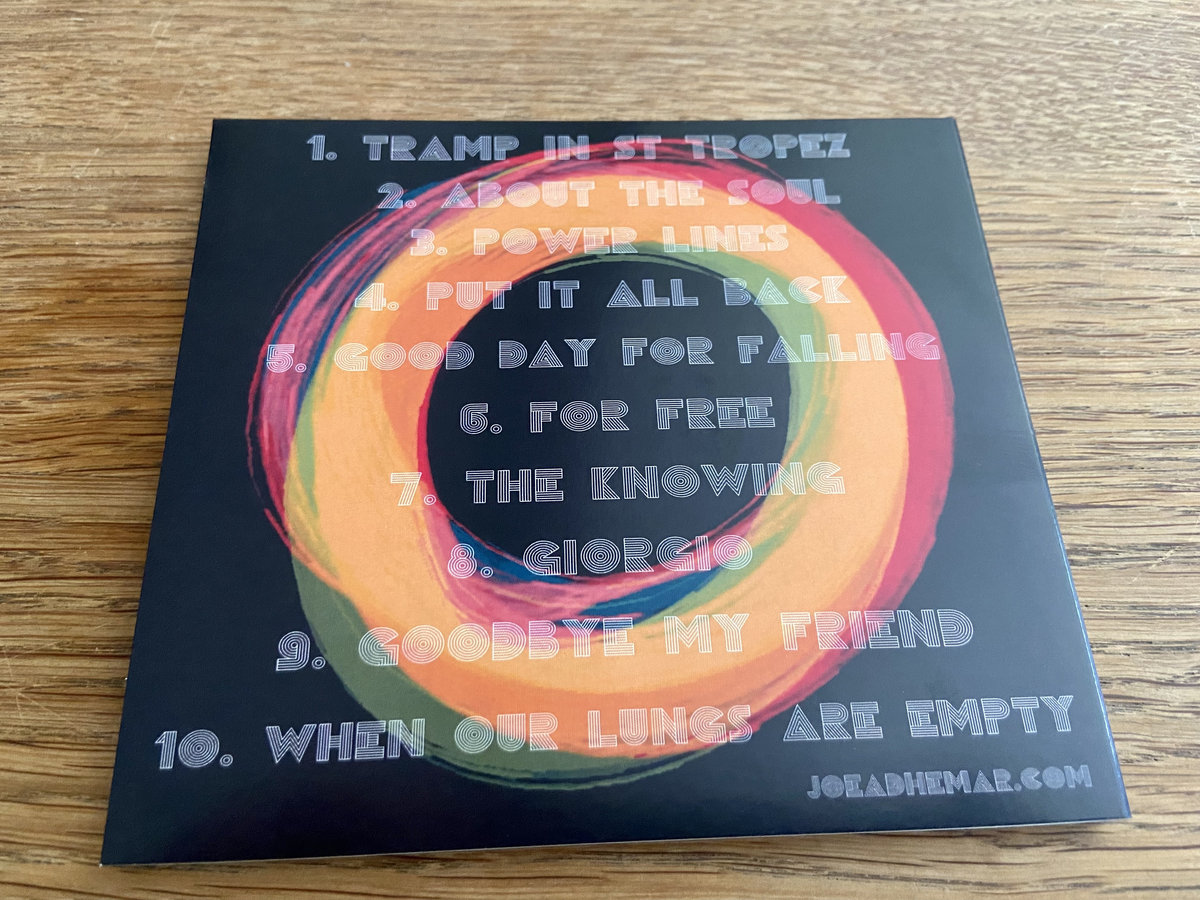 1. TRAMP IN ST TROPEZ
2. ABOUT THE SOUL
3. POWER LINES
4. PUT IT ALL BACK
5. GOOD DAY FOR FALLING
6. FOR FREE
7. THE KNOWING
8. GIORGIO
9. GOODBYE MY FRIEND
10. WHEN OUR LUNGS ARE EMPTY
JOEADHEMAR.COM